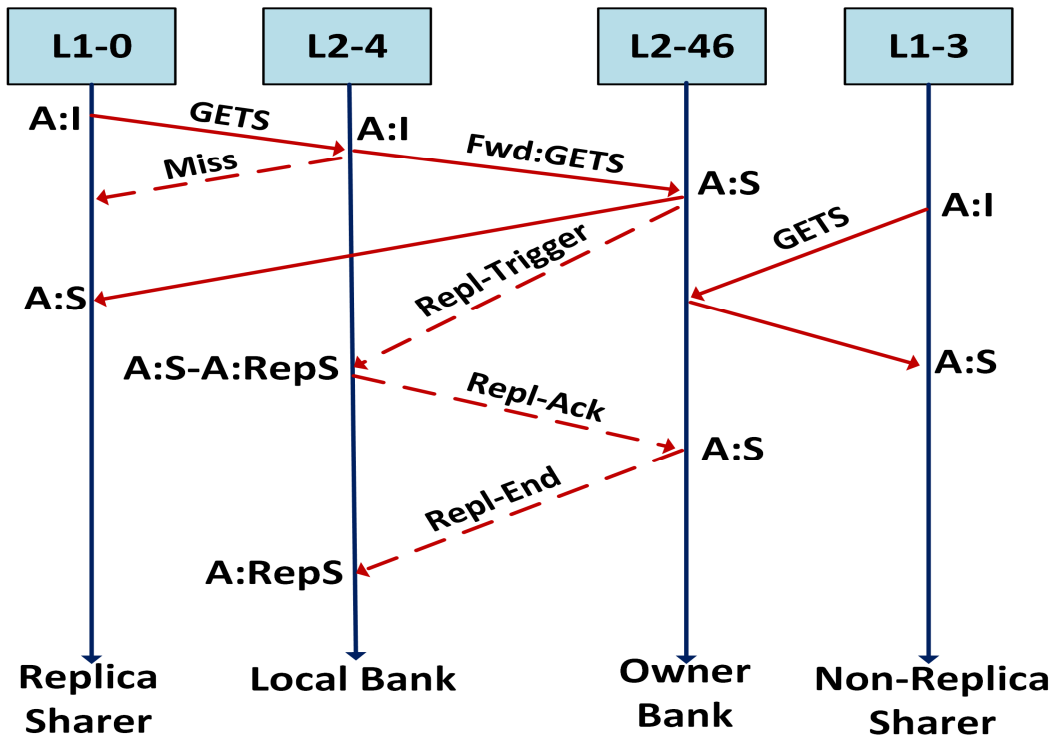 L1-0
L2-4
L2-46
L1-3
A:I
GETS
A:I
Fwd:GETS
Miss
A:S
A:I
GETS
Repl-Trigger
A:S
A:S-A:RepS
A:S
Repl-Ack
A:S
Repl-End
A:RepS
Replica
Sharer
Local Bank
Owner
Bank
Non-Replica
Sharer